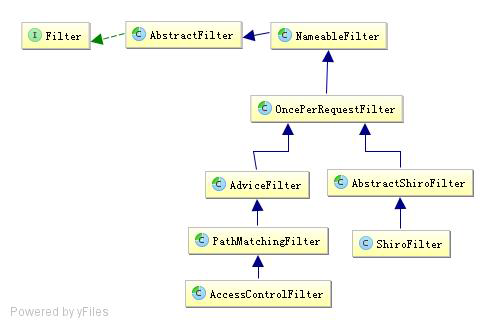 I Filter
C AbstractFilter
C NameableFilter
C OncePerRequestFilter
C AdviceFilter
C AbstractShiroFilter
C PathMatchingFilter
C ShiroFilter
C AccessControlFilter
Powered by yFiles